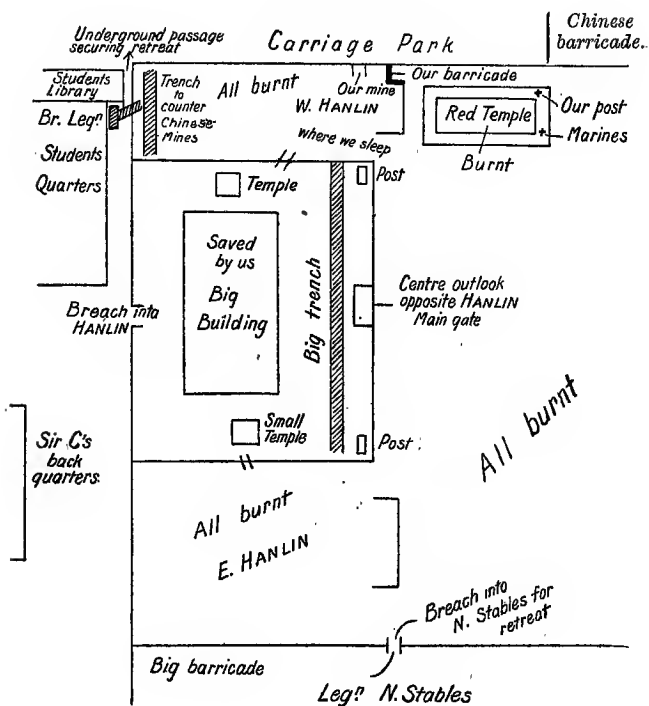 Underground passage
securing retreat
Carriage Park
Chinese
barricade..
Students
Library
Trench
to
counter
Chinese
Mines
All burnt
Our mine
Our barricade
W. HANLIN
where we sleep
Red Temple
Burnt
Our post
Marines
Br. Legn
Students
Quarters
Temple
Post
Saved
by us
Big
Building
Big trench
Centre outlook
opposite HANLIN
Main gate
Breach into
HANLIN
Small
Temple
Post
Sir C's
back
quarters.
All burnt
All burnt
E. HANLIN
Breach into
N. Stables for
retreat
Big barricade
Legn N. Stables